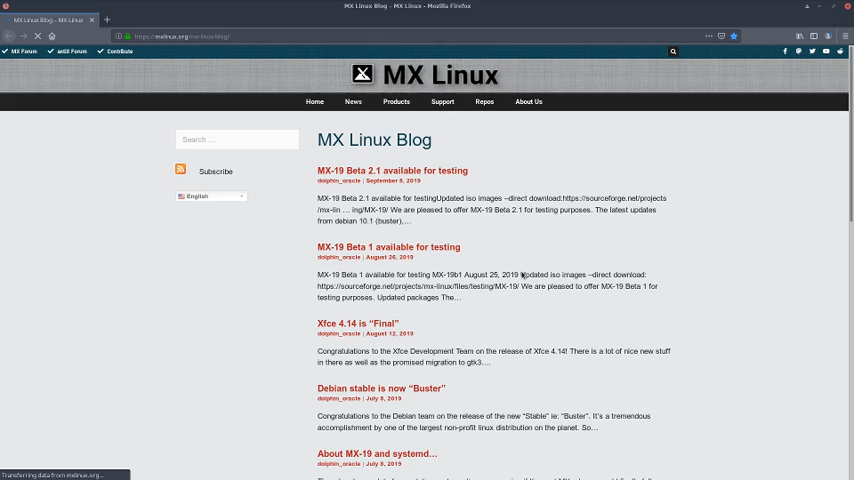 MX Linux Blog - MX Linux - Mozilla Firefox
MX Linux Blog – MX Linux
https://mxlinux.org/mx-linux-blog/
MX Forum
antiX Forum
Contribute
MX Linux
Home News Products Support Repos About Us
Search …
Subscribe
English
MX Linux Blog
MX-19 Beta 2.1 available for testing
dolphin_oracle | September 8, 2019
MX-19 Beta 2.1 available for testingUpdated iso images –direct download:https://sourceforge.net/projects
/mx-lin … ing/MX-19/ We are pleased to offer MX-19 Beta 2.1 for testing purposes. The latest updates
from debian 10.1 (buster),…
MX-19 Beta 1 available for testing
dolphin_oracle | August 26, 2019
MX-19 Beta 1 available for testing MX-19b1 August 25, 2019 Updated iso images –direct download:
https://sourceforge.net/projects/mx-linux/files/testing/MX-19/ We are pleased to offer MX-19 Beta 1 for
testing purposes. Updated packages The…
Xfce 4.14 is “Final”
dolphin_oracle | August 12, 2019
Congratulations to the Xfce Development Team on the release of Xfce 4.14! There is a lot of nice new stuff
in there as well as the promised migration to gtk3….
Debian stable is now “Buster”
dolphin_oracle | July 8, 2019
Congratulations to the Debian team on the release of the new “Stable” ie: “Buster”. It’s a tremendous
accomplishment by one of the largest non-profit linux distribution on the planet. So…
About MX-19 and systemd…
dolphin_oracle | July 8, 2019
Transferring data from mxlinux.org…